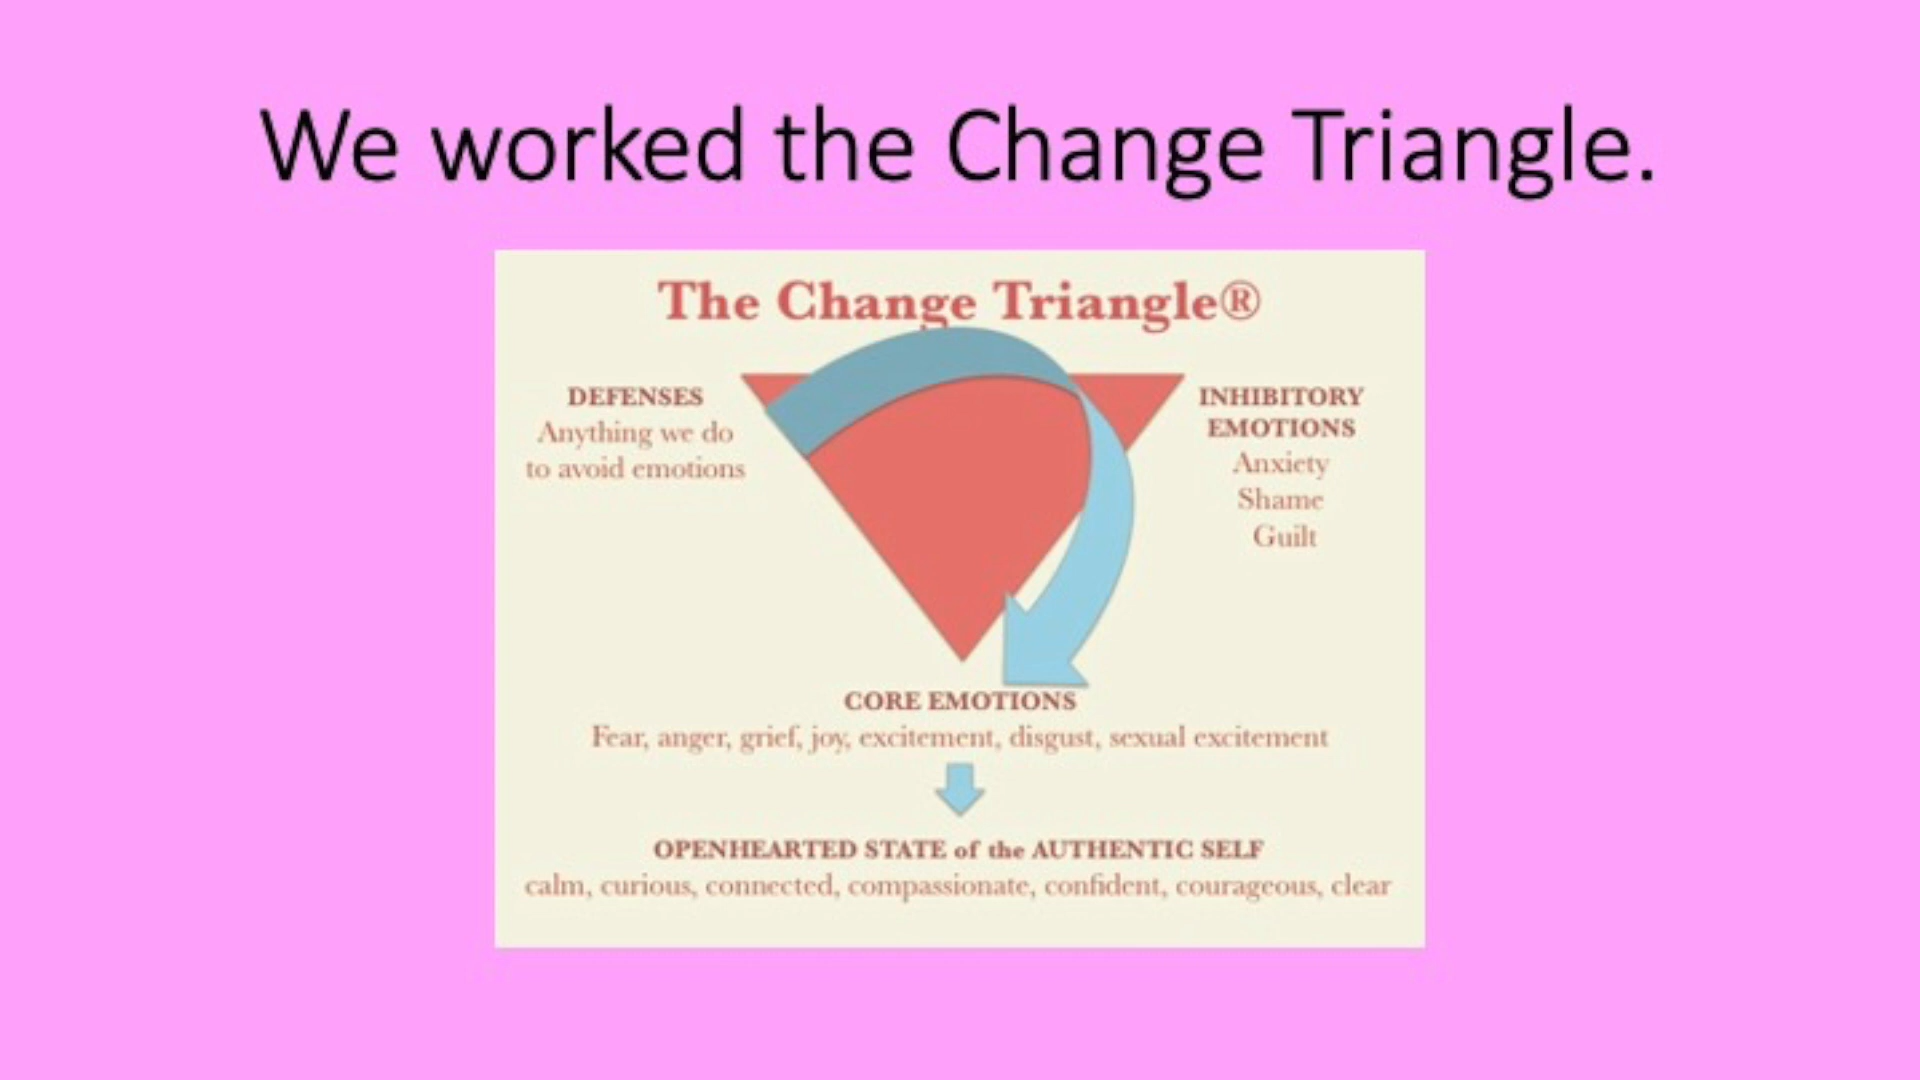 We worked the Change Triangle.
The Change Triangle®
DEFENSES
Anything we do
to avoid emotions
INHIBITORY
EMOTIONS
Anxiety
Shame
Guilt
CORE EMOTIONS
Fear, anger, grief, joy, excitement, disgust, sexual excitement
OPENHEARTED STATE of the AUTHENTIC SELF
calm, curious, connected, compassionate, confident, courageous, clear